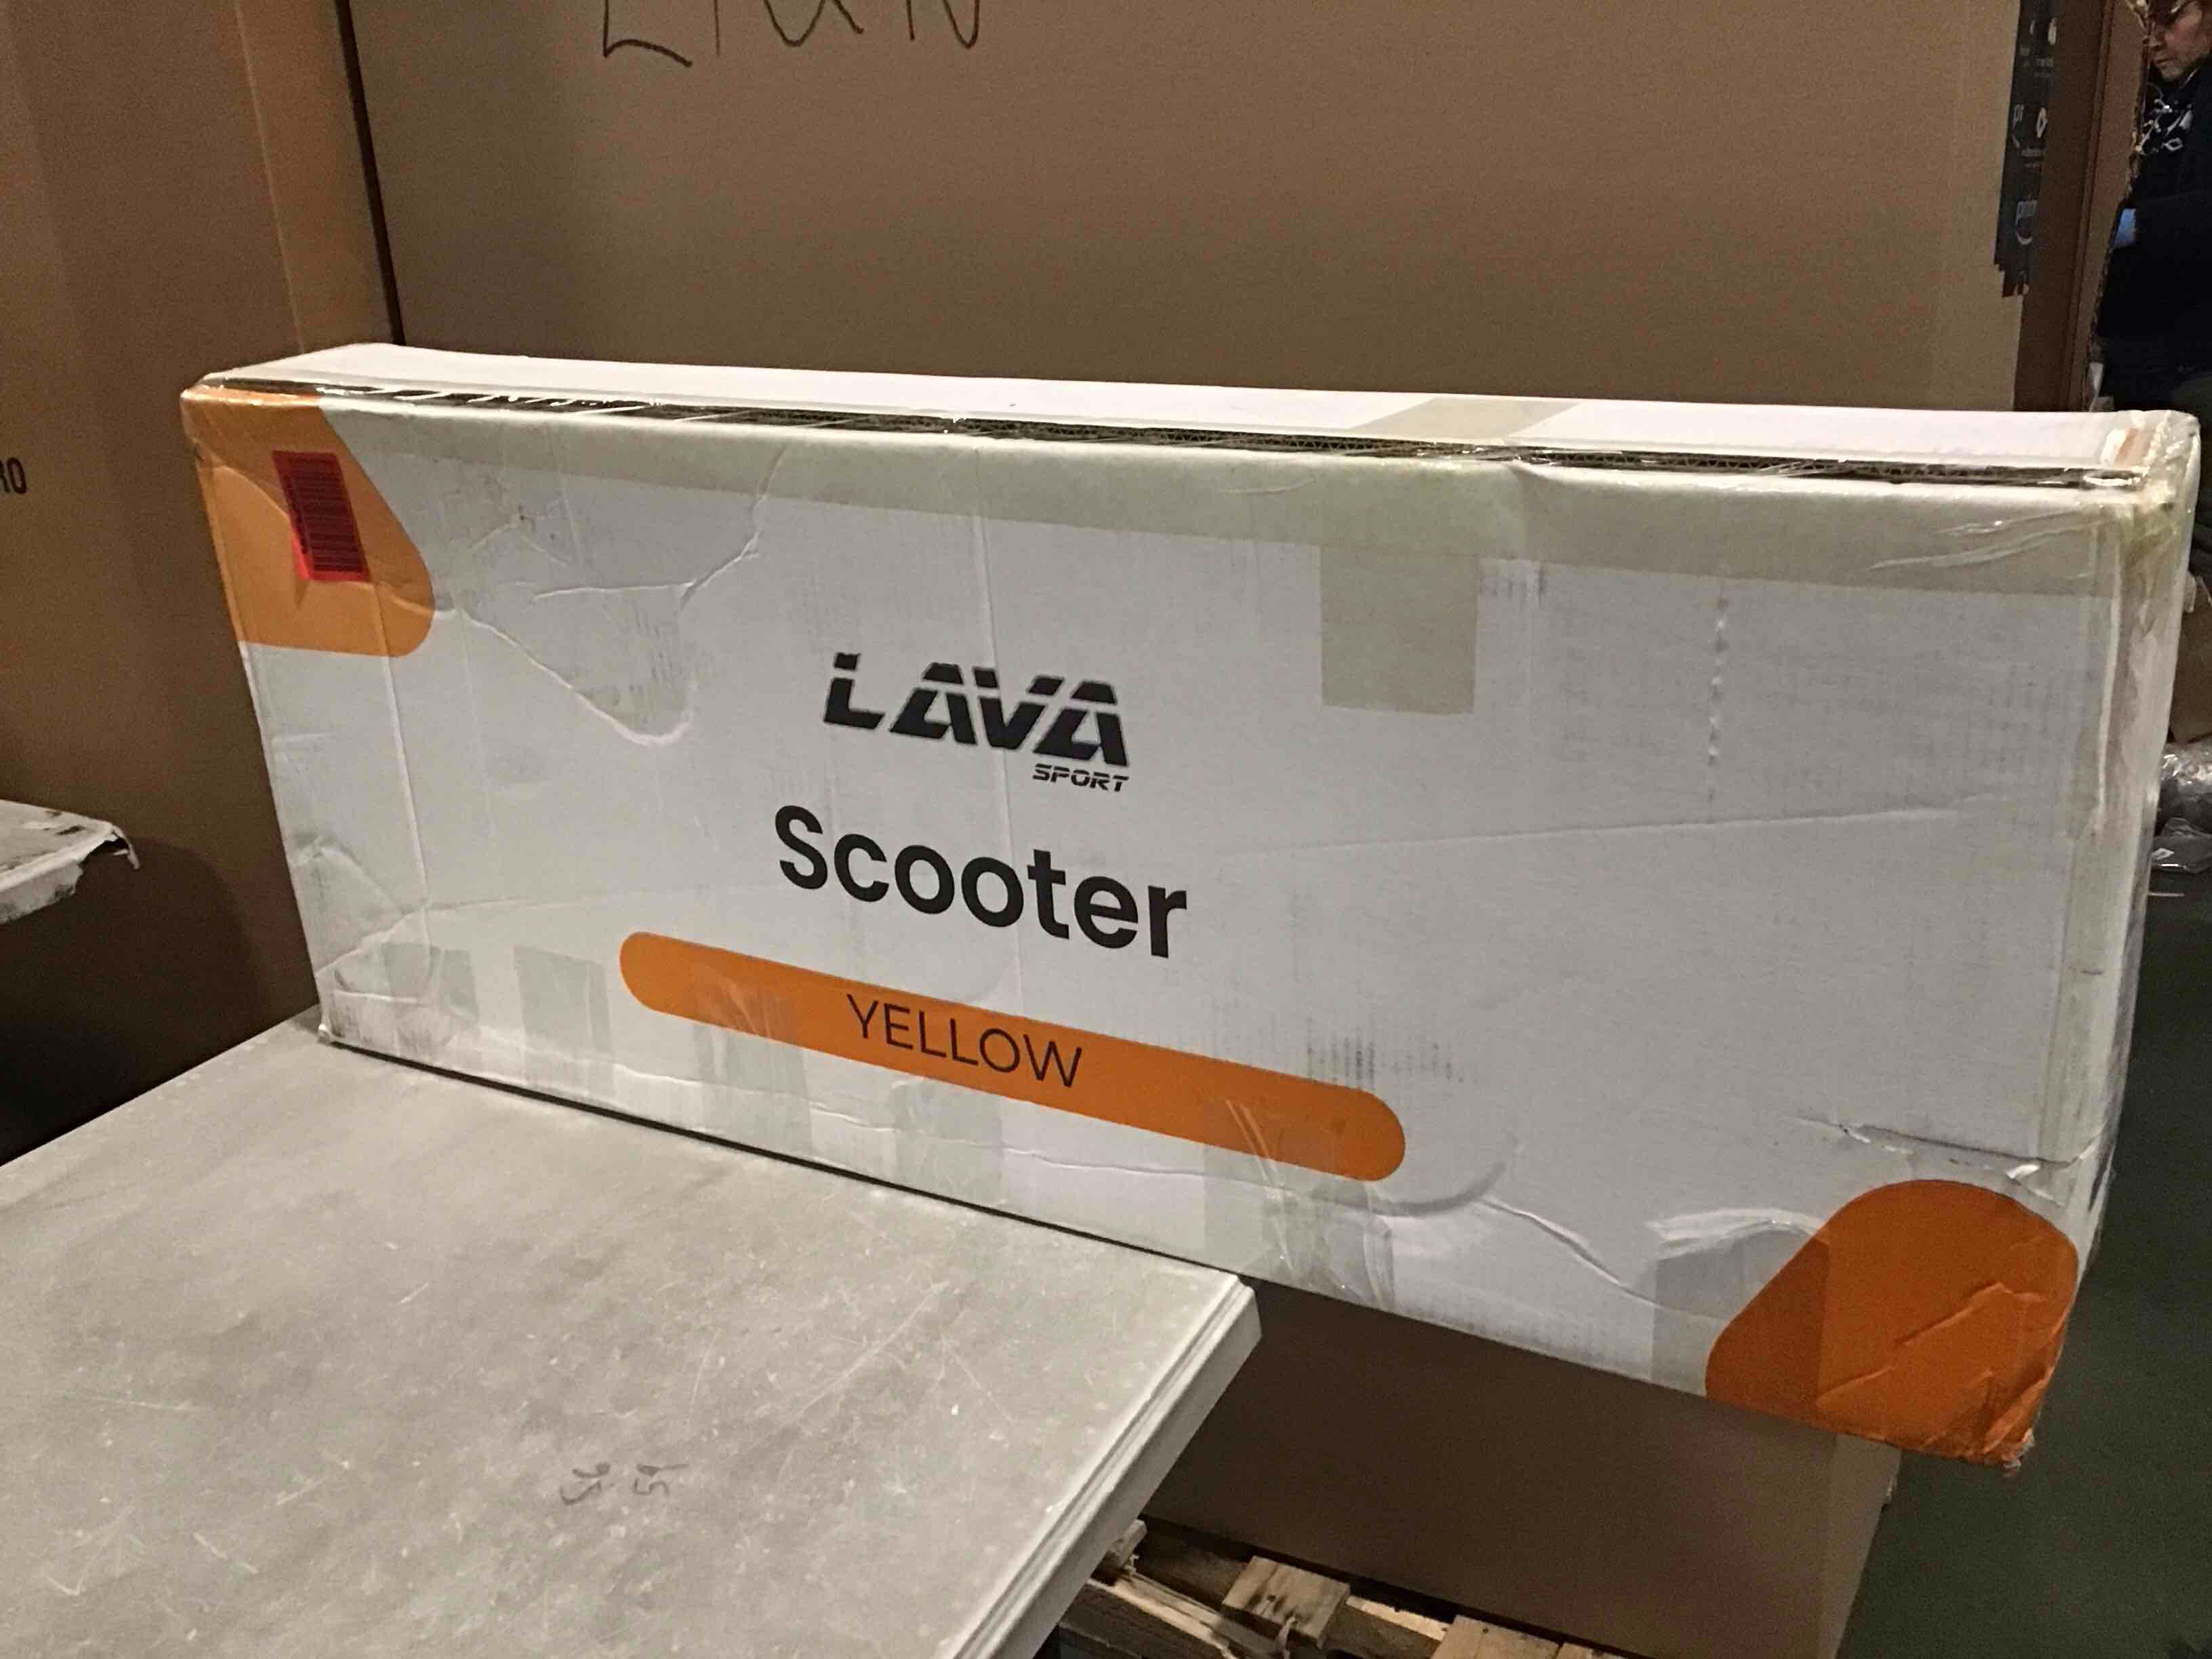 LAVA
SPORT
Scooter
YELLOW